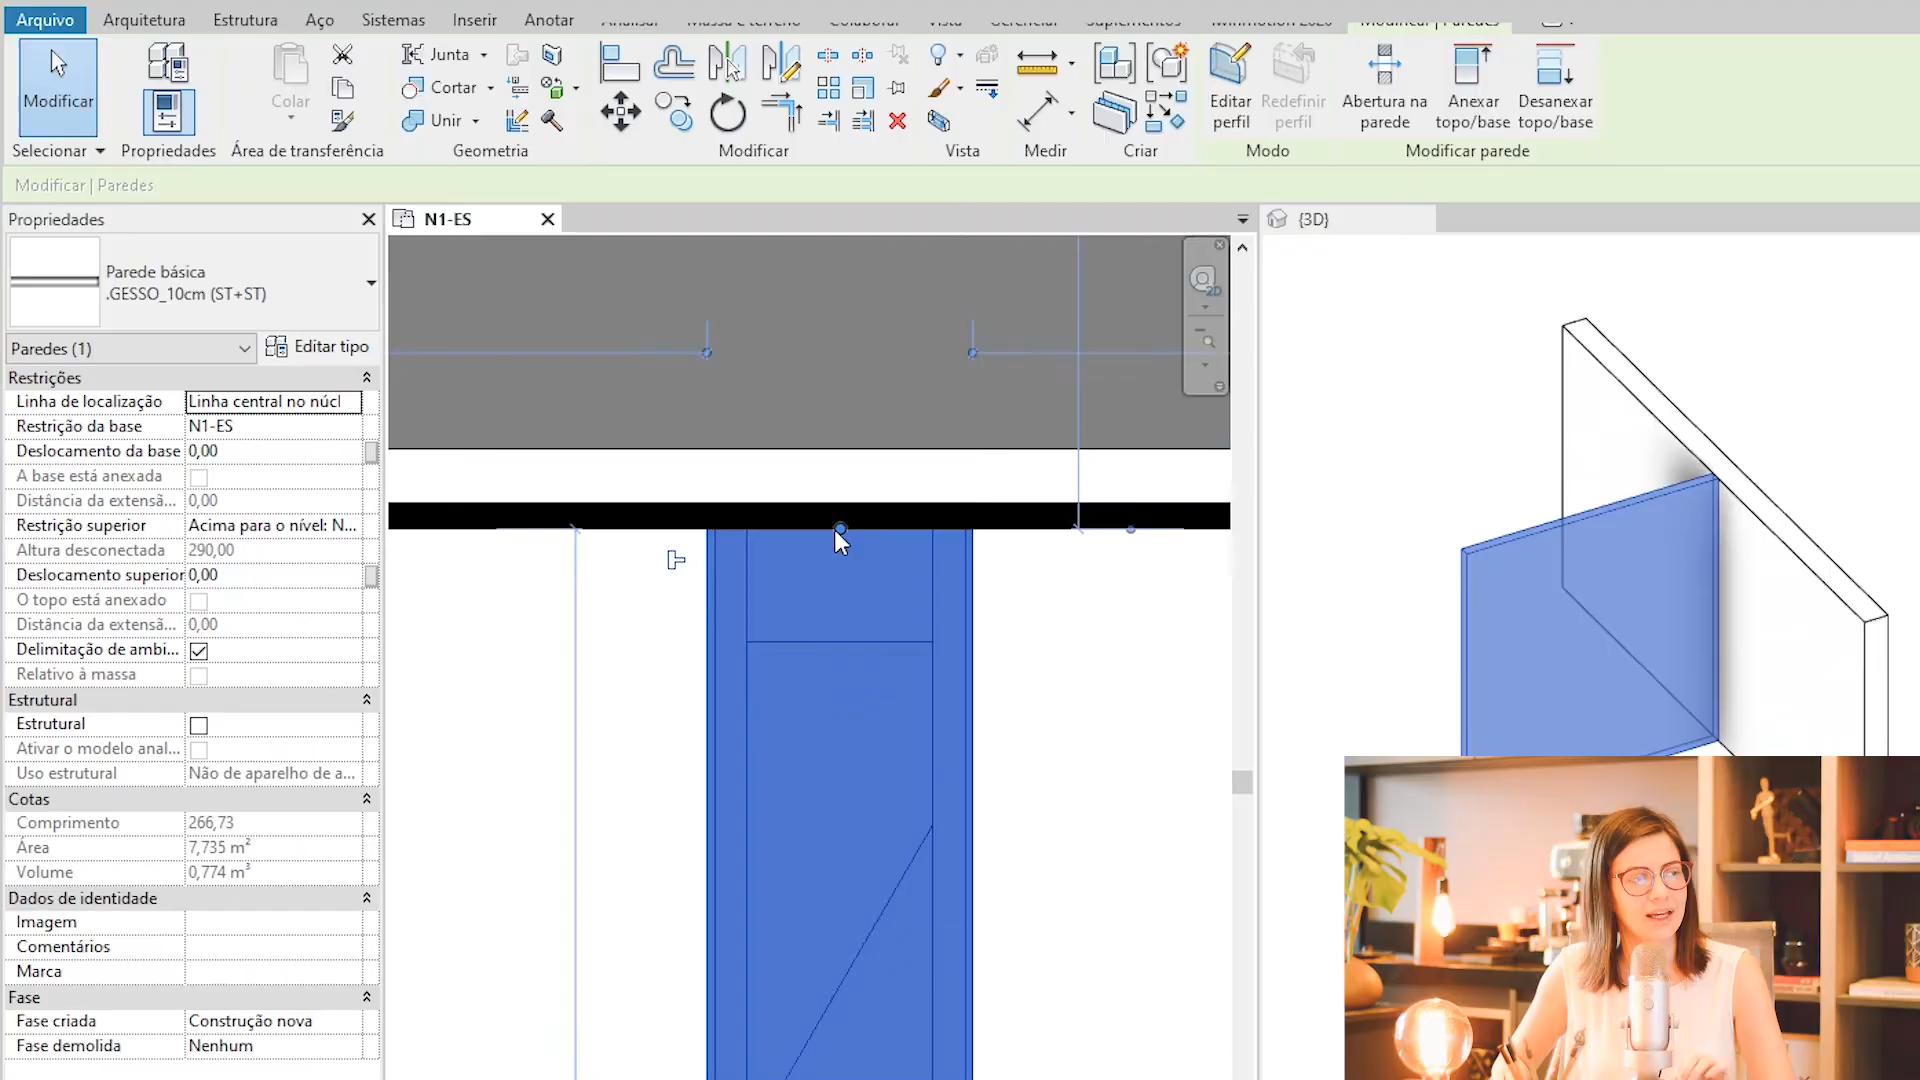 Arquivo
Arquitetura
Estrutura
Aço
Sistemas
Inserir
Anotar
Modificar
Colar
Junta
Cortar
Unir
Editar perfil
Redefinir perfil
Abertura na parede
Anexar topo/base
Desanexar topo/base
Selecionar
Propriedades
Área de transferência
Geometria
Modificar
Vista
Medir
Criar
Modo
Modificar parede
Modificar | Paredes
Propriedades
N1-ES
{3D}
2D
Parede básica
.GESSO_10cm (ST+ST)
Paredes (1)
Editar tipo
Restrições
Linha de localização Linha central no núcl
Restrição da base N1-ES
Deslocamento da base 0,00
A base está anexada
Distância da extensã... 0,00
Restrição superior Acima para o nível: N...
Altura desconectada 290,00
Deslocamento superior 0,00
O topo está anexado
Distância da extensã... 0,00
Delimitação de ambi...
Relativo à massa
Estrutural
Estrutural
Ativar o modelo anal...
Uso estrutural Não de aparelho de a...
Cotas
Comprimento 266,73
Área 7,735 m²
Volume 0,774 m³
Dados de identidade
Imagem
Comentários
Marca
Fase
Fase criada Construção nova
Fase demolida Nenhum